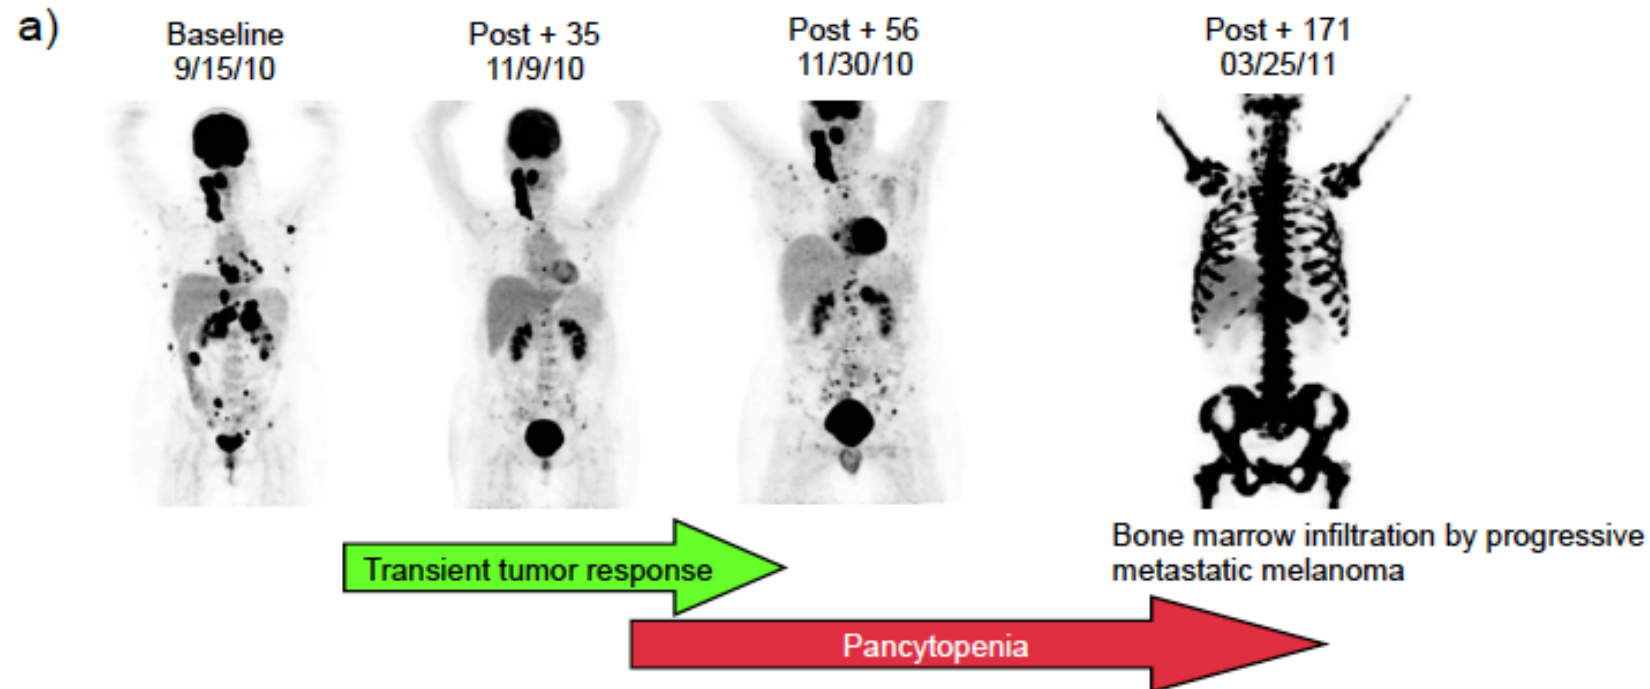 a)
Baseline
9/15/10
Post + 35
11/9/10
Post + 56
11/30/10
Post + 171
03/25/11
Transient tumor response
Bone marrow infiltration by progressive
metastatic melanoma
Pancytopenia